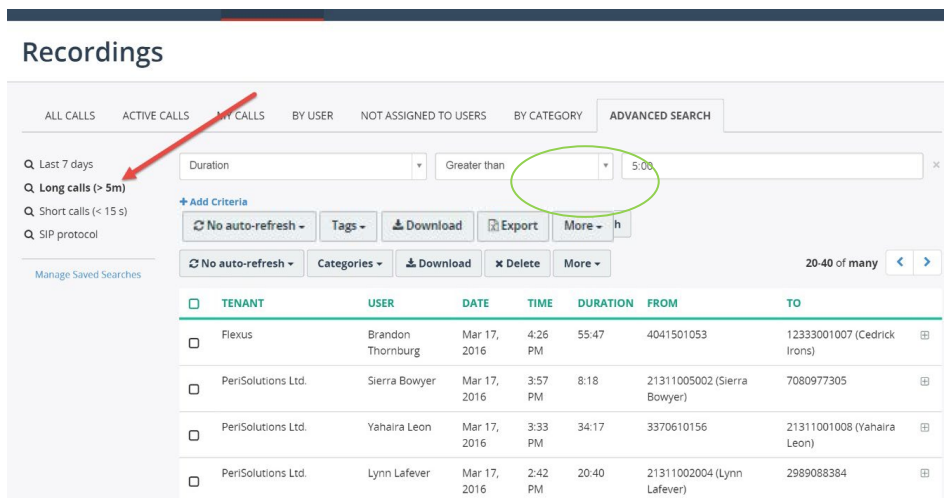 Recordings
ALL CALLS ACTIVE CALLS MY CALLS BY USER NOT ASSIGNED TO USERS BY CATEGORY ADVANCED SEARCH
Last 7 days
Long calls (> 5m)
Short calls (< 15 s)
SIP protocol
Manage Saved Searches
Duration Greater than 5:00
+ Add Criteria
No auto-refresh Tags Download Export More h
No auto-refresh Categories Download × Delete More 20-40 of many
TENANT USER DATE TIME DURATION FROM TO
Flexus Brandon Mar 17, 4:26 55:47 4041501053 12333001007 (Cedrick
Thornburg 2016 PM Irons)
PeriSolutions Ltd. Sierra Bowyer Mar 17, 3:57 8:18 21311005002 (Sierra 7080977305
2016 PM Bowyer)
PeriSolutions Ltd. Yahaira Leon Mar 17, 3:33 34:17 3370610156 21311001008 (Yahaira
2016 PM Leon)
PeriSolutions Ltd. Lynn Lafever Mar 17, 2:42 20:40 21311002004 (Lynn 2989088384
2016 PM Lafever)